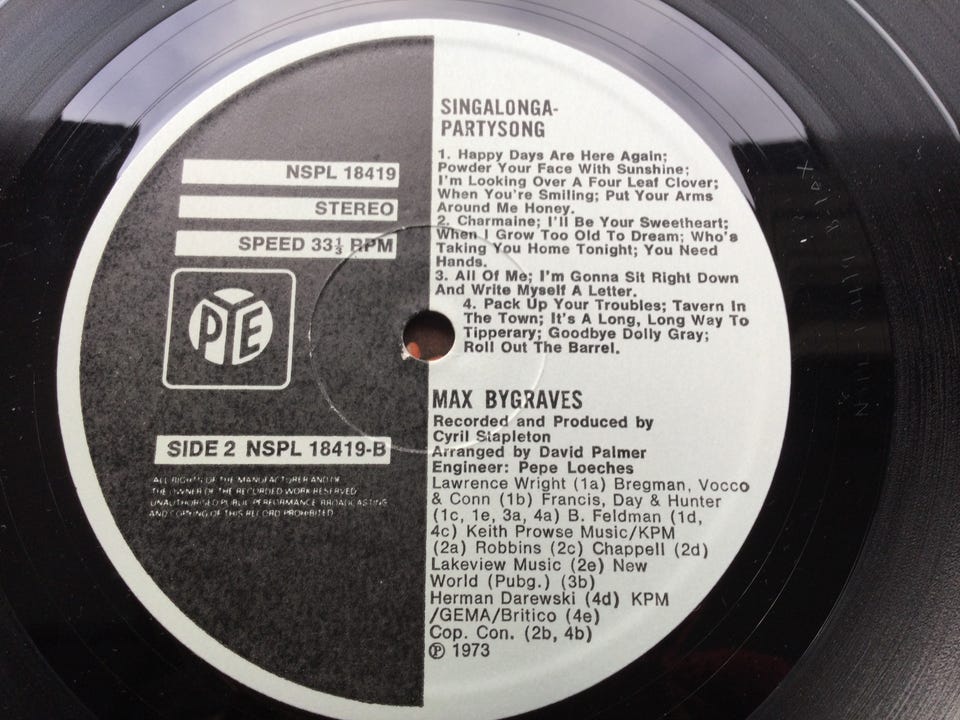 NSPL 18419
STEREO
SPEED 33⅓ RPM
PYE
SIDE 2 NSPL 18419-B
ALL RIGHTS OF THE MANUFACTURER AND OF
THE OWNER OF THE RECORDED WORK RESERVED
UNAUTHORISED PUBLIC PERFORMANCE BROADCASTING
AND COPYING OF THIS RECORD PROHIBITED
SINGALONGA-
PARTYSONG
1. Happy Days Are Here Again;
Powder Your Face With Sunshine;
I'm Looking Over A Four Leaf Clover;
When You're Smiling; Put Your Arms
Around Me Honey.
2. Charmaine; I'll Be Your Sweetheart;
When I Grow Too Old To Dream; Who's
Taking You Home Tonight; You Need
Hands.
3. All Of Me; I'm Gonna Sit Right Down
And Write Myself A Letter.
4. Pack Up Your Troubles; Tavern In
The Town; It's A Long, Long Way To
Tipperary; Goodbye Dolly Gray;
Roll Out The Barrel.
MAX BYGRAVES
Recorded and Produced by
Cyril Stapleton
Arranged by David Palmer
Engineer: Pepe Loeches
Lawrence Wright (1a) Bregman, Vocco
& Conn (1b) Francis, Day & Hunter
(1c, 1e, 3a, 4a) B. Feldman (1d,
4c) Keith Prowse Music/KPM
(2a) Robbins (2c) Chappell (2d)
Lakeview Music (2e) New
World (Pubg.) (3b)
Herman Darewski (4d) KPM
/GEMA/Britico (4e)
Cop. Con. (2b, 4b)
℗ 1973